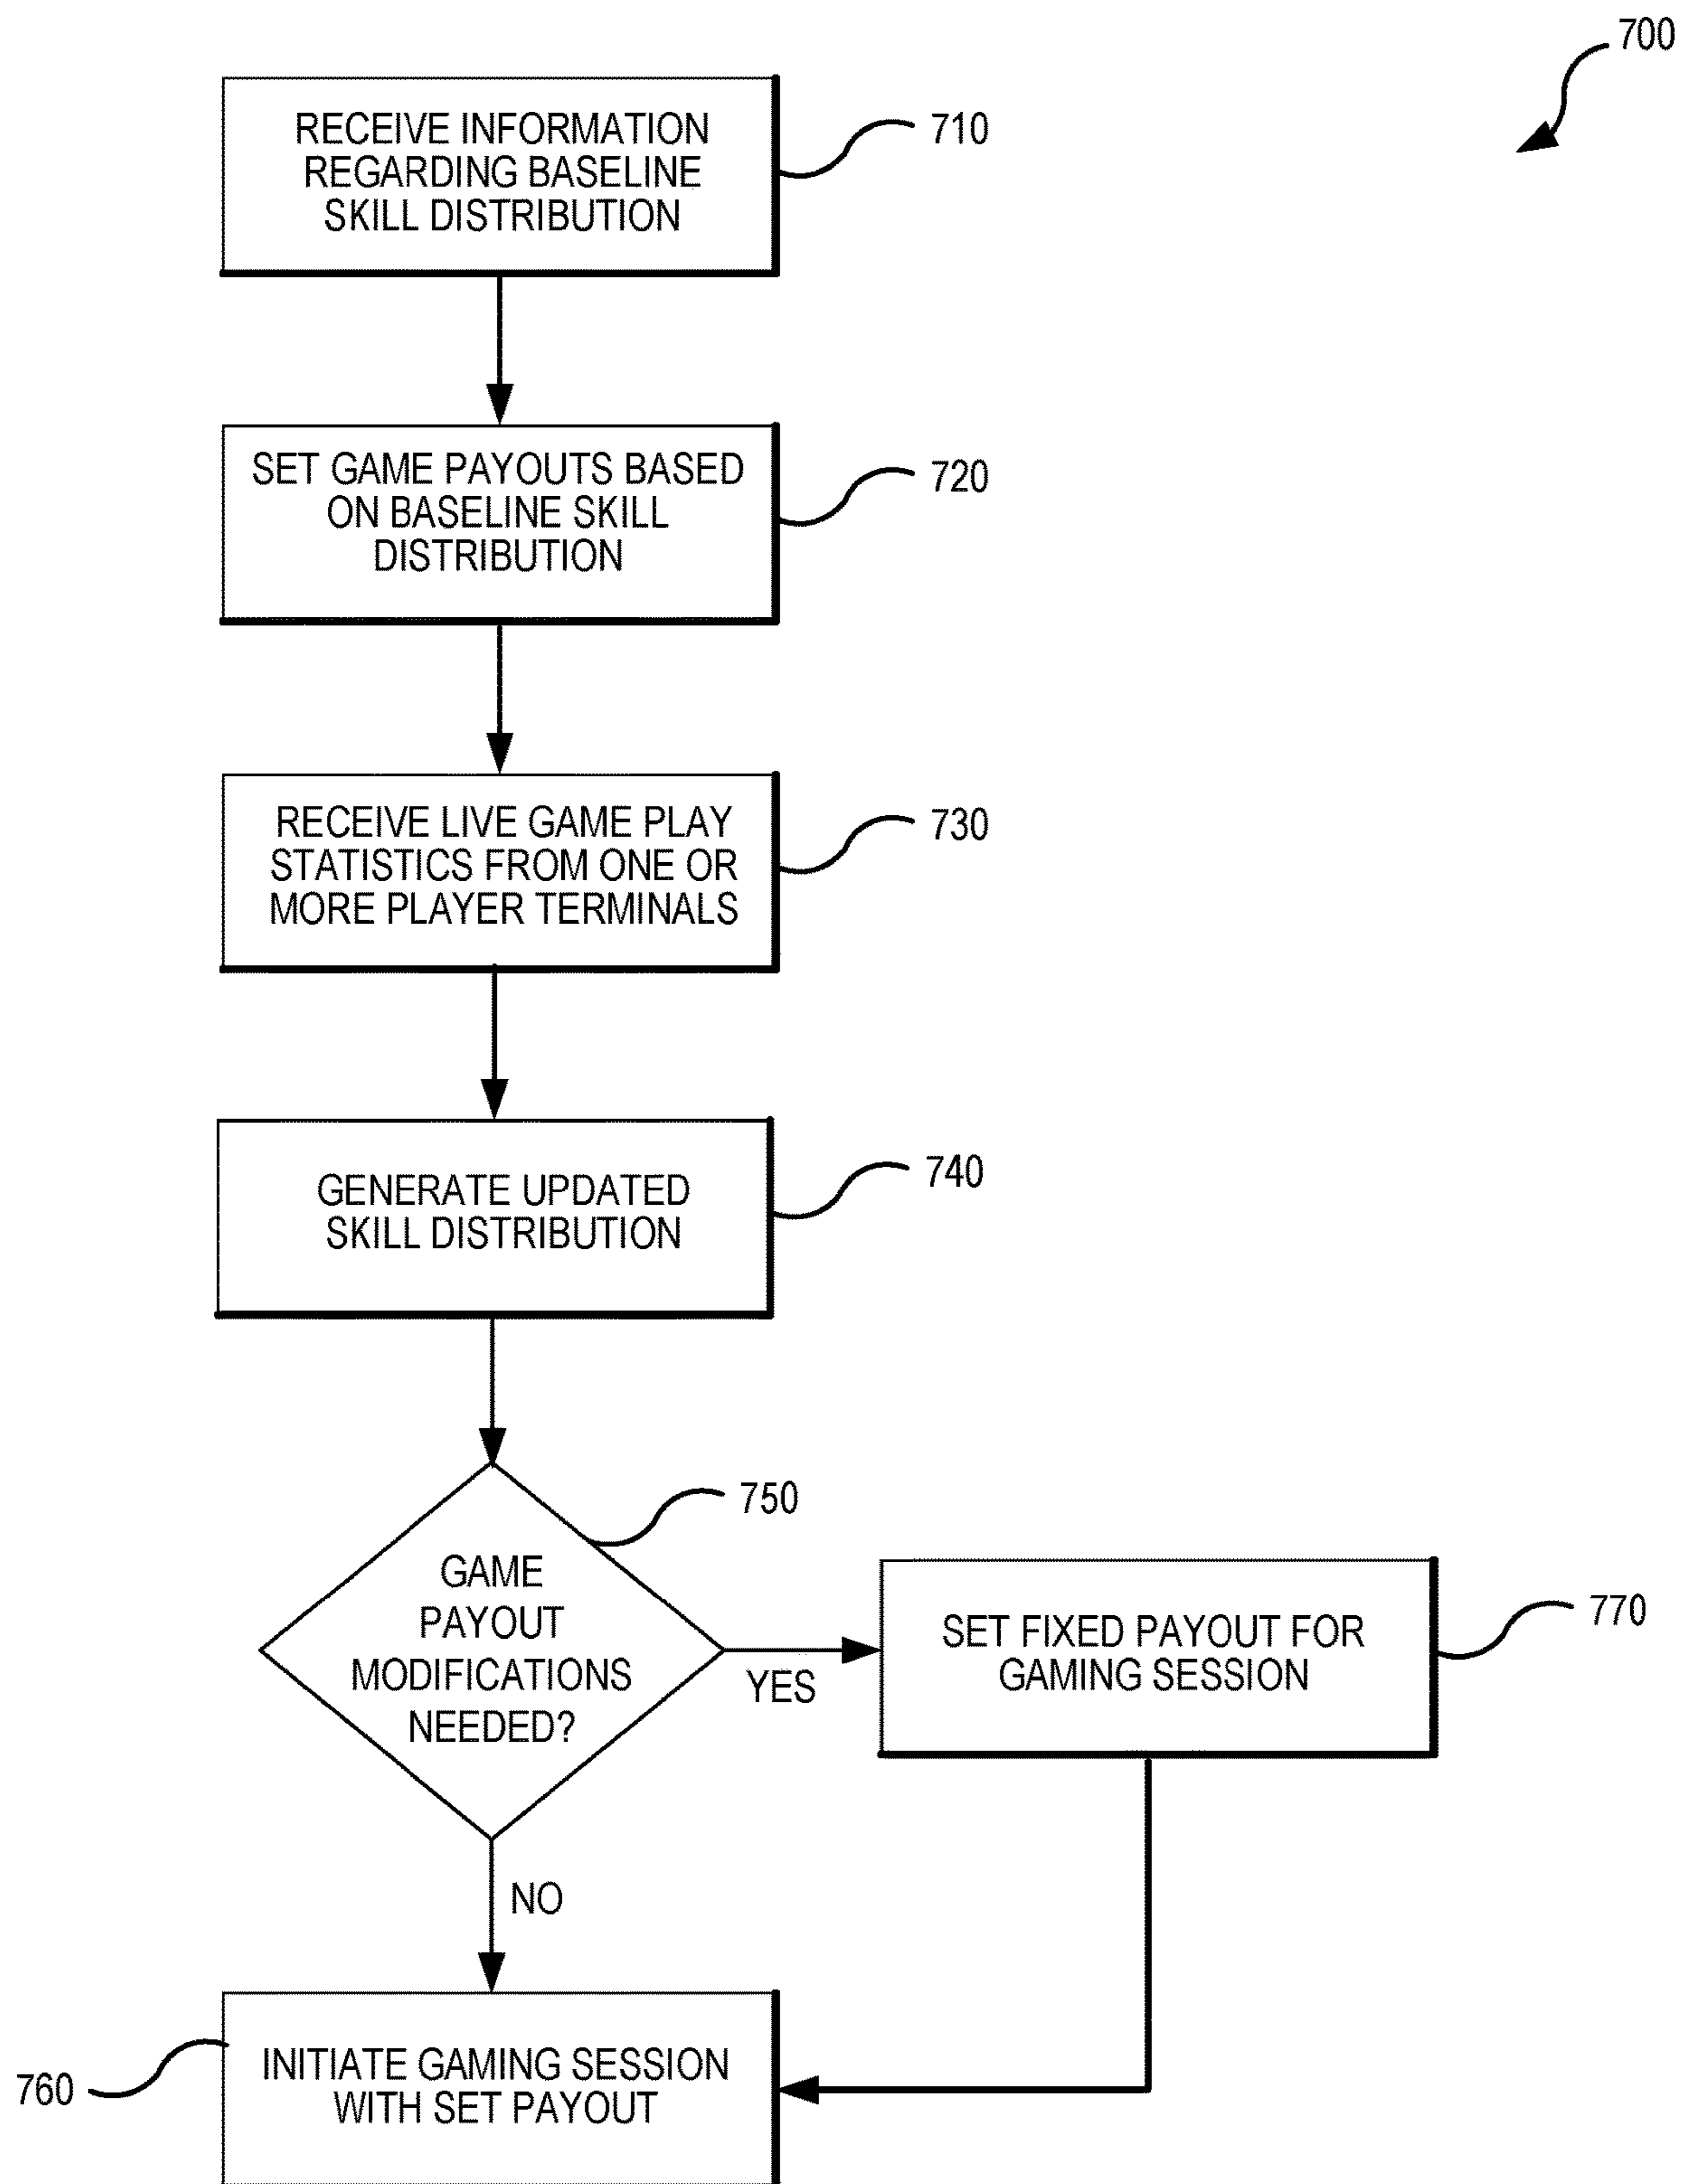 700
RECEIVE INFORMATION
REGARDING BASELINE
SKILL DISTRIBUTION
710
SET GAME PAYOUTS BASED
ON BASELINE SKILL
DISTRIBUTION
720
RECEIVE LIVE GAME PLAY
STATISTICS FROM ONE OR
MORE PLAYER TERMINALS
730
GENERATE UPDATED
SKILL DISTRIBUTION
740
750
GAME
PAYOUT
MODIFICATIONS
NEEDED?
YES
SET FIXED PAYOUT FOR
GAMING SESSION
770
NO
INITIATE GAMING SESSION
WITH SET PAYOUT
760